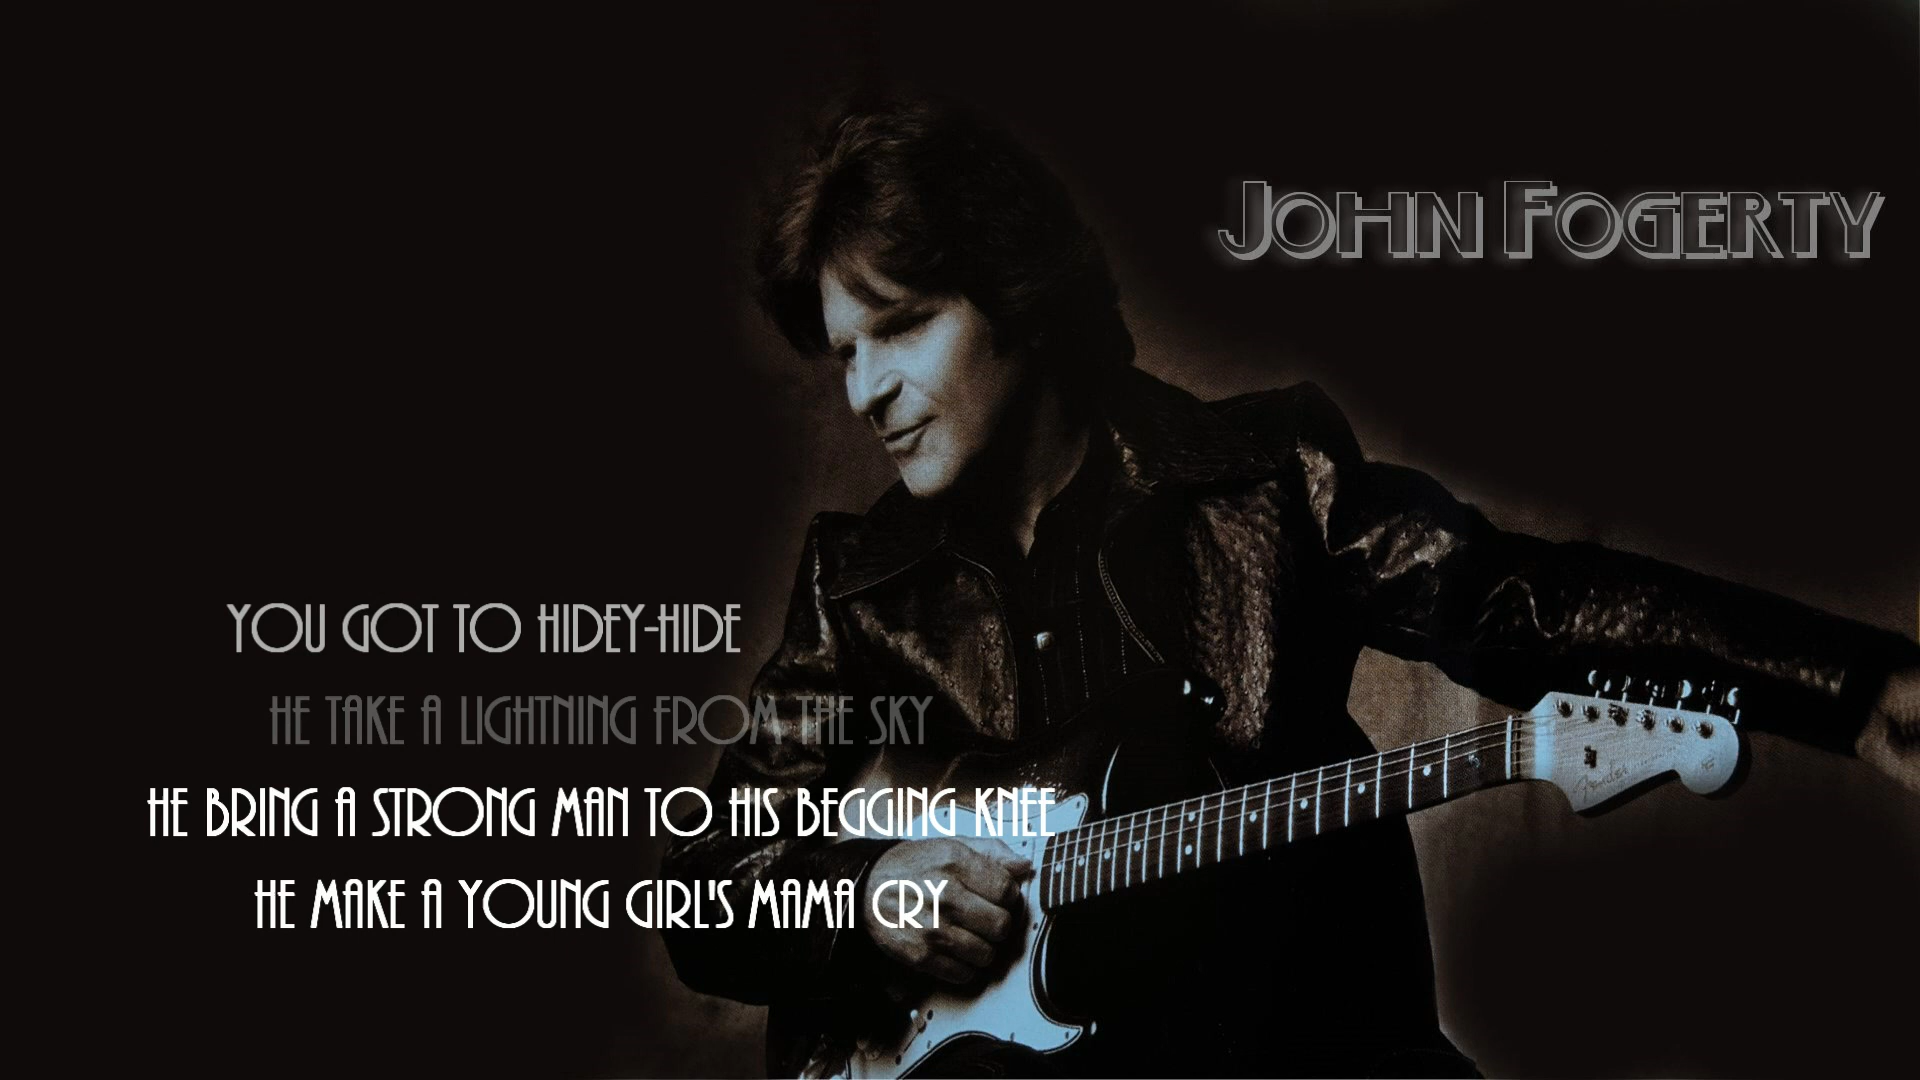 JOHN FOGERTY
YOU GOT TO HIDEY-HIDE
HE TAKE A LIGHTNING FROM THE SKY
HE BRING A STRONG MAN TO HIS BEGGING KNEE
HE MAKE A YOUNG GIRL'S MAMA CRY
Fender